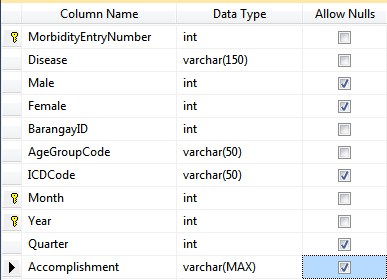 Column Name Data Type Allow Nulls
MorbidityEntryNumber int
Disease varchar(150)
Male int
Female int
BarangayID int
AgeGroupCode varchar(50)
ICDCode varchar(50)
Month int
Year int
Quarter int
Accomplishment varchar(MAX)